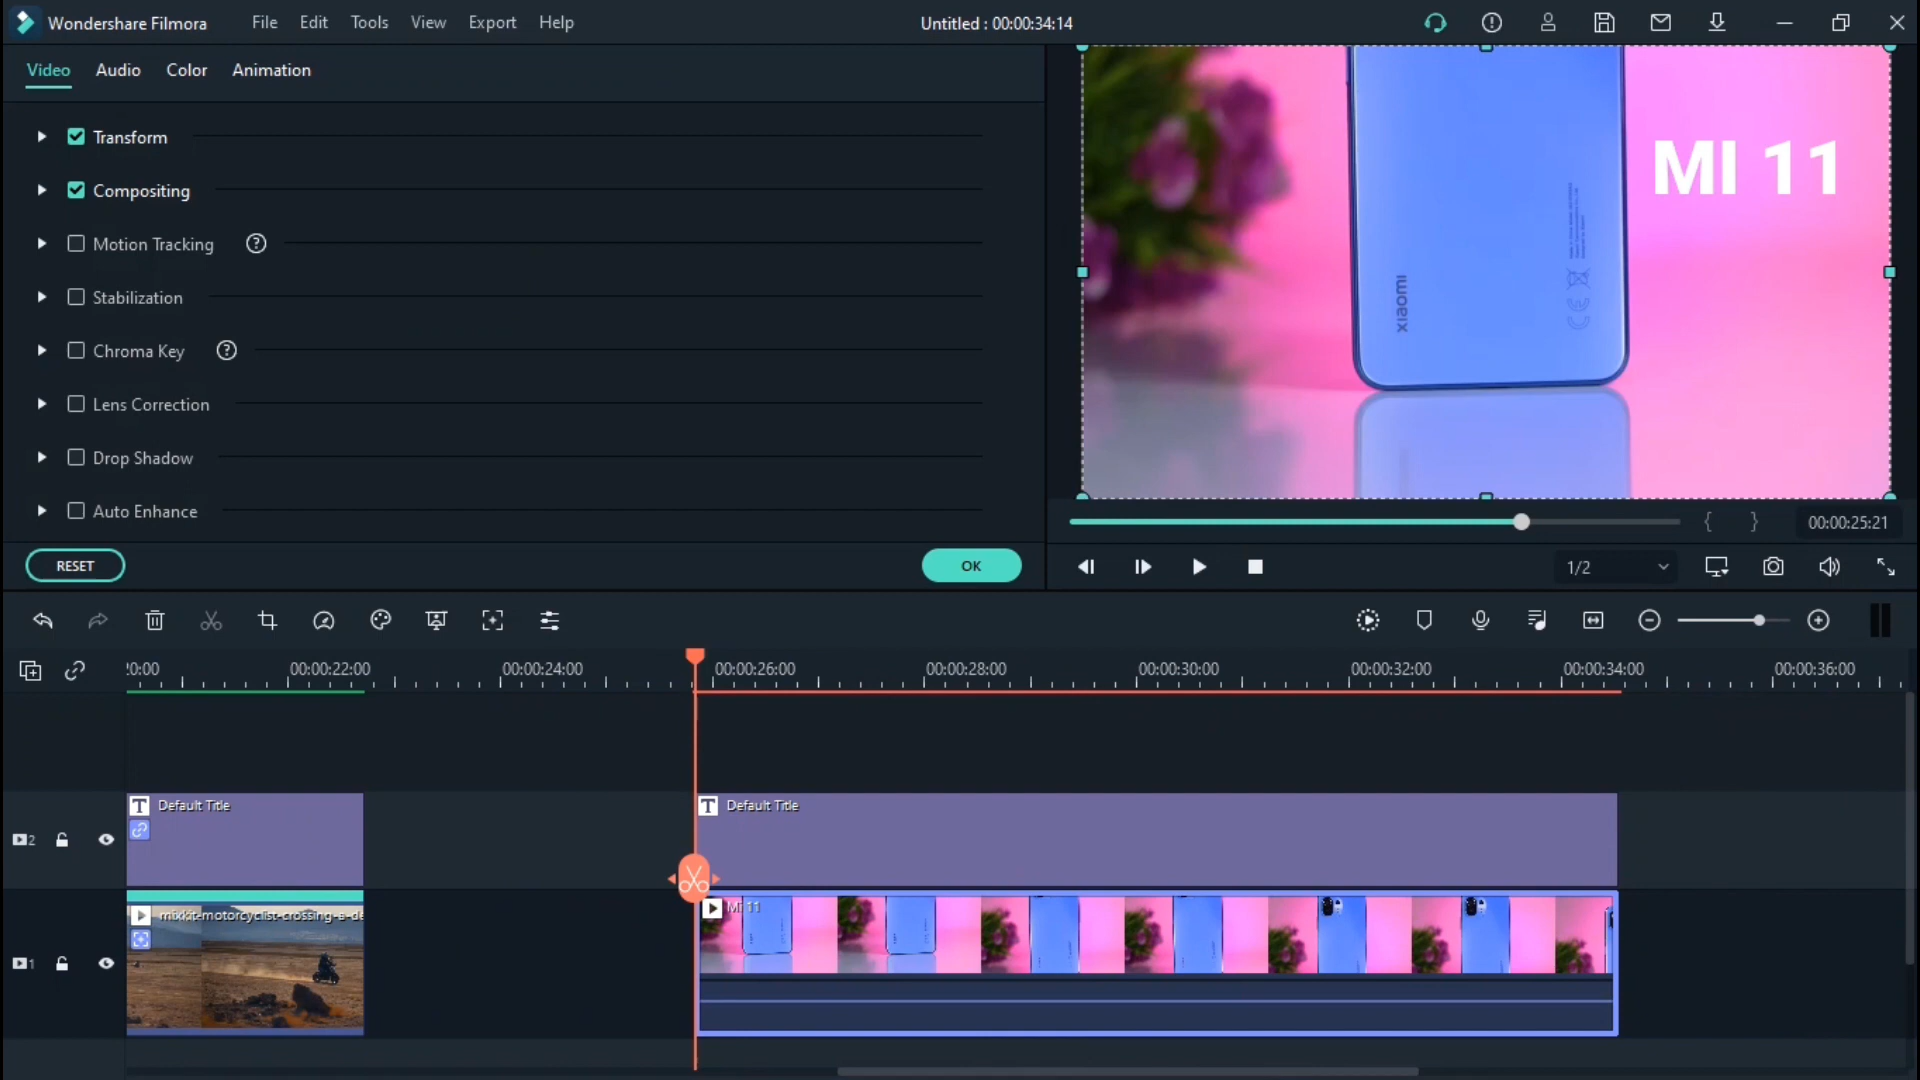 Wondershare Filmora File Edit Tools View Export Help Untitled : 00:00:34:14
Video Audio Color Animation
Transform
Compositing
Motion Tracking ?
Stabilization
Chroma Key ?
Lens Correction
Drop Shadow
Auto Enhance
RESET OK
MI 11
xiaomi
CE
{ } 00:00:25:21
1/2
:0:00 00:00:22:00 00:00:24:00 00:00:26:00 00:00:28:00 00:00:30:00 00:00:32:00 00:00:34:00 00:00:36:00
T Default Title T Default Title
2
mixkit-motorcyclist-crossing-a-de Mi 11
1